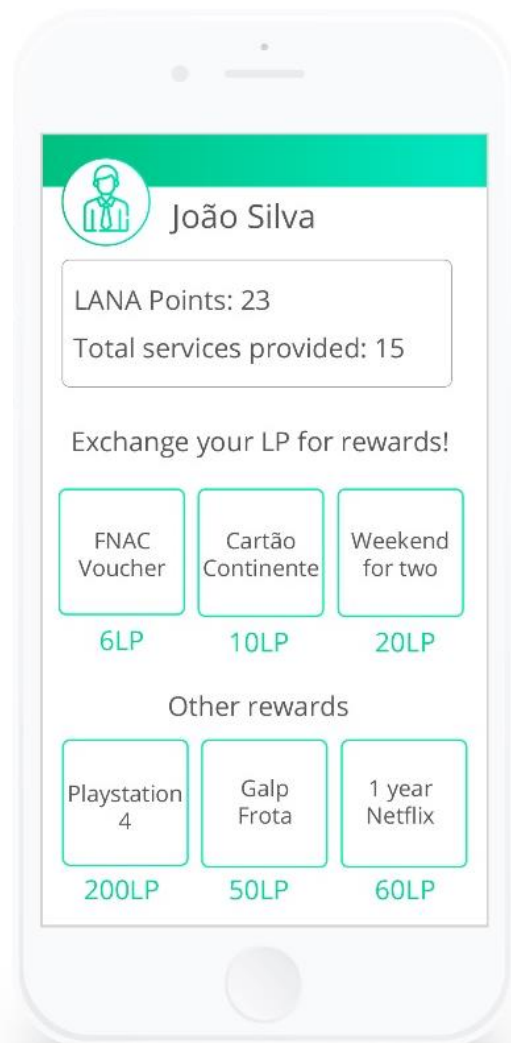 João Silva
LANA Points: 23
Total services provided: 15
Exchange your LP for rewards!
FNAC
Voucher
Cartão
Continente
Weekend
for two
6LP
10LP
20LP
Other rewards
Playstation
4
Galp
Frota
1 year
Netflix
200LP
50LP
60LP